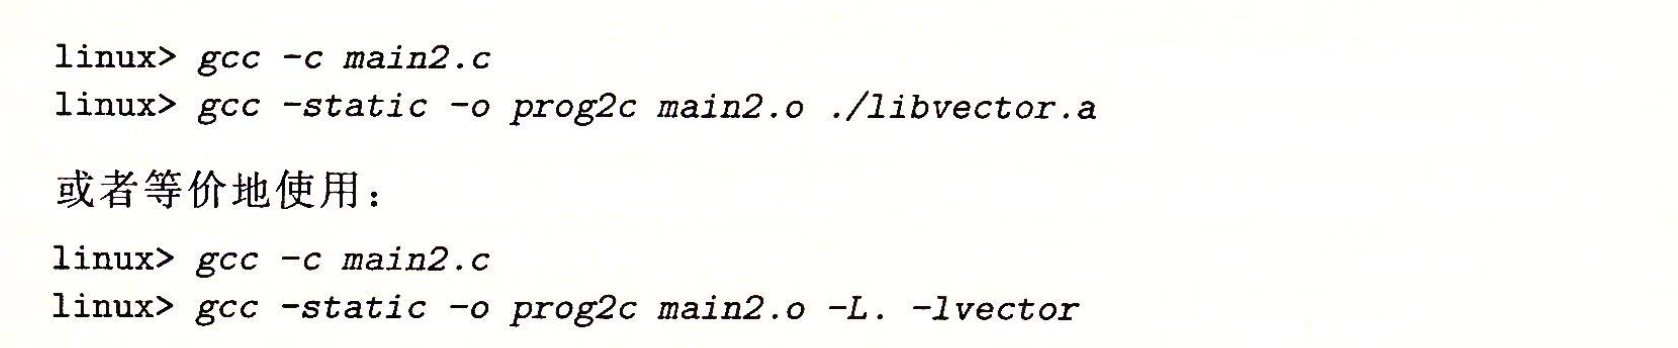 linux> gcc -c main2.c
linux> gcc -static -o prog2c main2.o ./libvector.a
或者等价地使用：
linux> gcc -c main2.c
linux> gcc -static -o prog2c main2.o -L. -lvector